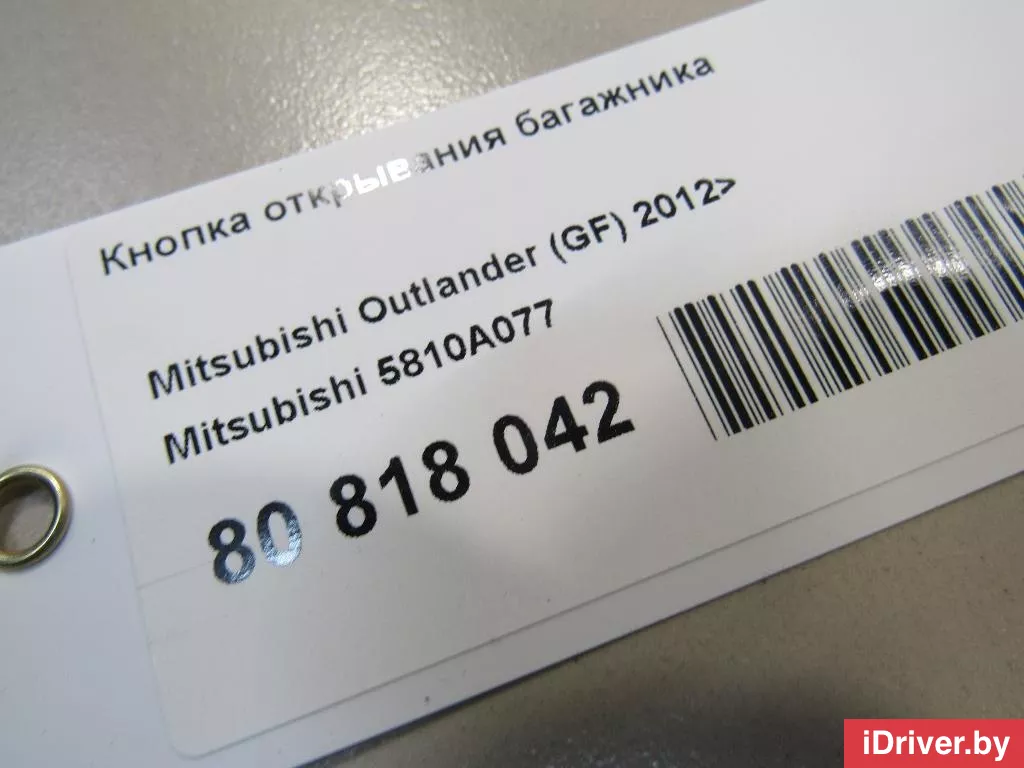 Кнопка открывания багажника
Mitsubishi Outlander (GF) 2012>
Mitsubishi 5810A077
80 818 042
iDriver.by